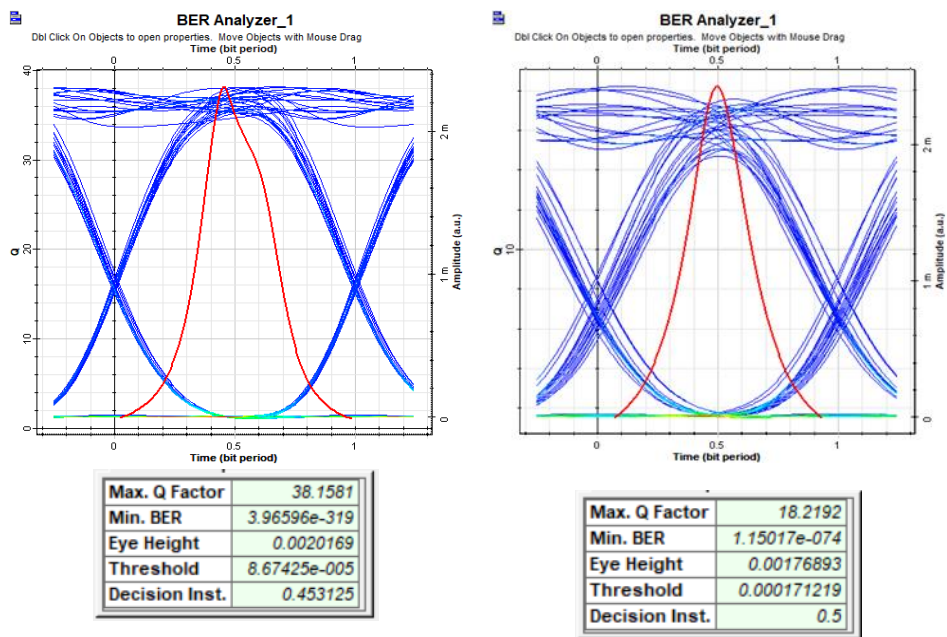 BER Analyzer_1
Dbl Click On Objects to open properties. Move Objects with Mouse Drag
Time (bit period)
0 0.5 1
40
30
20
10
0
Q
2 m
1 m
0
Amplitude (a.u.)
0 0.5 1
Time (bit period)
Max. Q Factor 38.1581
Min. BER 3.96596e-319
Eye Height 0.0020169
Threshold 8.67425e-005
Decision Inst. 0.453125
BER Analyzer_1
Dbl Click On Objects to open properties. Move Objects with Mouse Drag
Time (bit period)
0 0.5 1
10
Q
2 m
1 m
0
Amplitude (a.u.)
0 0.5 1
Time (bit period)
Max. Q Factor 18.2192
Min. BER 1.15017e-074
Eye Height 0.00176893
Threshold 0.000171219
Decision Inst. 0.5